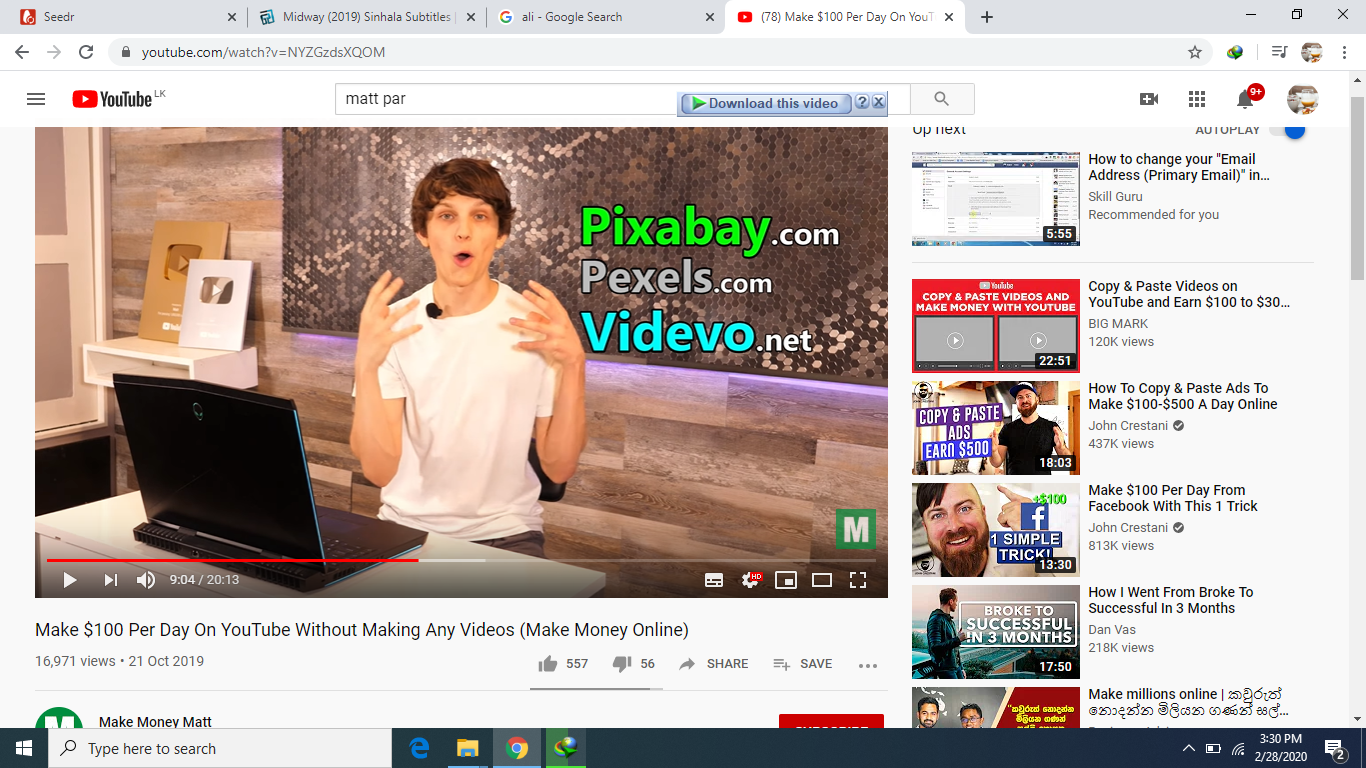 Seedr
Midway (2019) Sinhala Subtitles |
ali - Google Search
(78) Make $100 Per Day On YouT
youtube.com/watch?v=NYZGzdsXQOM
YouTube LK
matt par
Download this video
?
9+
Pixabay.com
Pexels.com
Videvo.net
M
9:04 / 20:13
HD
Make $100 Per Day On YouTube Without Making Any Videos (Make Money Online)
16,971 views • 21 Oct 2019
557
56
SHARE
SAVE
Make Money Matt
SUBSCRIBE
Up next
AUTOPLAY
5:55
How to change your "Email
Address (Primary Email)" in...
Skill Guru
Recommended for you
YouTube
COPY & PASTE VIDEOS AND
MAKE MONEY WITH YOUTUBE
22:51
Copy & Paste Videos on
YouTube and Earn $100 to $30...
BIG MARK
120K views
COPY & PASTE
ADS
EARN $500
18:03
How To Copy & Paste Ads To
Make $100-$500 A Day Online
John Crestani
437K views
+$100
1 SIMPLE
TRICK!
13:30
Make $100 Per Day From
Facebook With This 1 Trick
John Crestani
813K views
BROKE TO
SUCCESSFUL
IN 3 MONTHS
17:50
How I Went From Broke To
Successful In 3 Months
Dan Vas
218K views
"කවුරුත්
නොදන්න
මිලියන
Make millions online | කවුරුත්
නොදන්න මිලියන ගණන් සල්...
Type here to search
3:30 PM
2/28/2020
2